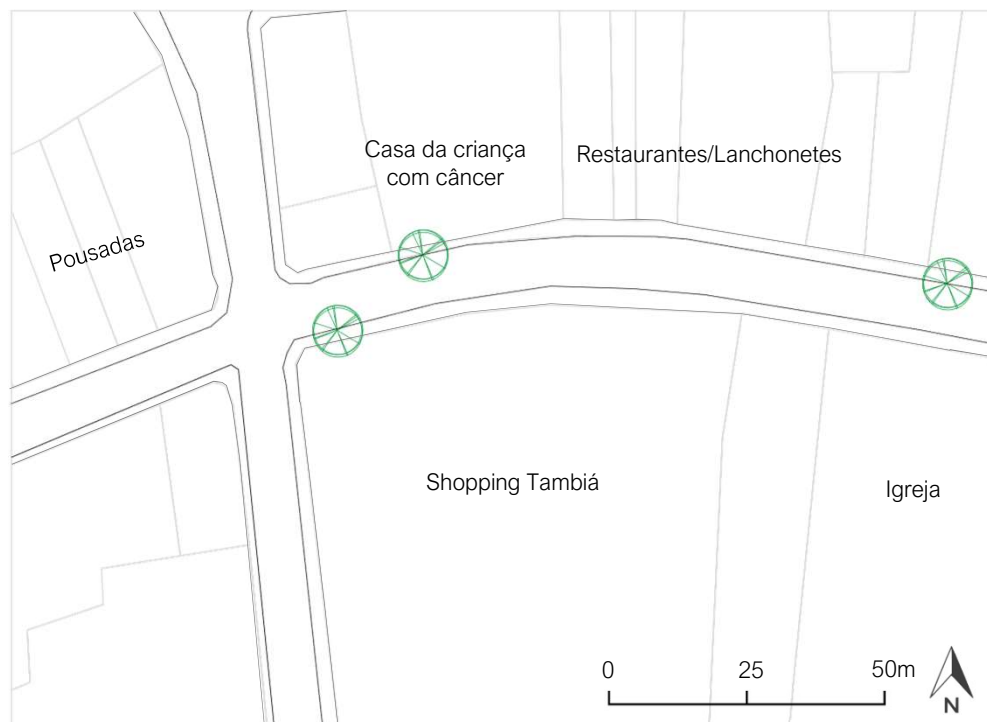 Casa da criança
com câncer
Restaurantes/Lanchonetes
Pousadas
Shopping Tambiá
Igreja
0 25 50m
N